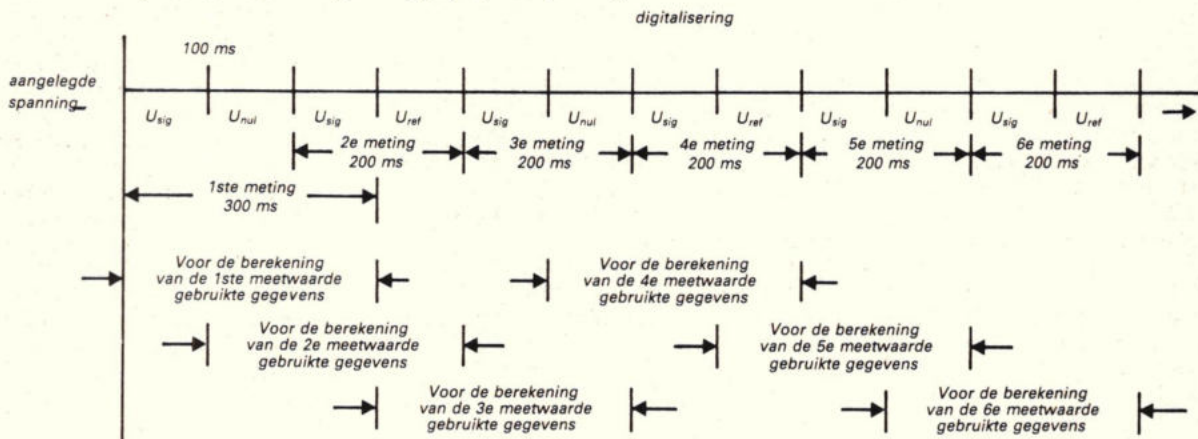 digitalisering
100 ms
aangelegde
spanning
U_sig U_nul U_sig U_ref U_sig U_nul U_sig U_ref U_sig U_nul U_sig U_ref
2e meting 3e meting 4e meting 5e meting 6e meting
200 ms 200 ms 200 ms 200 ms 200 ms
1ste meting
300 ms
Voor de berekening
van de 1ste meetwaarde
gebruikte gegevens
Voor de berekening
van de 4e meetwaarde
gebruikte gegevens
Voor de berekening
van de 2e meetwaarde
gebruikte gegevens
Voor de berekening
van de 5e meetwaarde
gebruikte gegevens
Voor de berekening
van de 3e meetwaarde
gebruikte gegevens
Voor de berekening
van de 6e meetwaarde
gebruikte gegevens